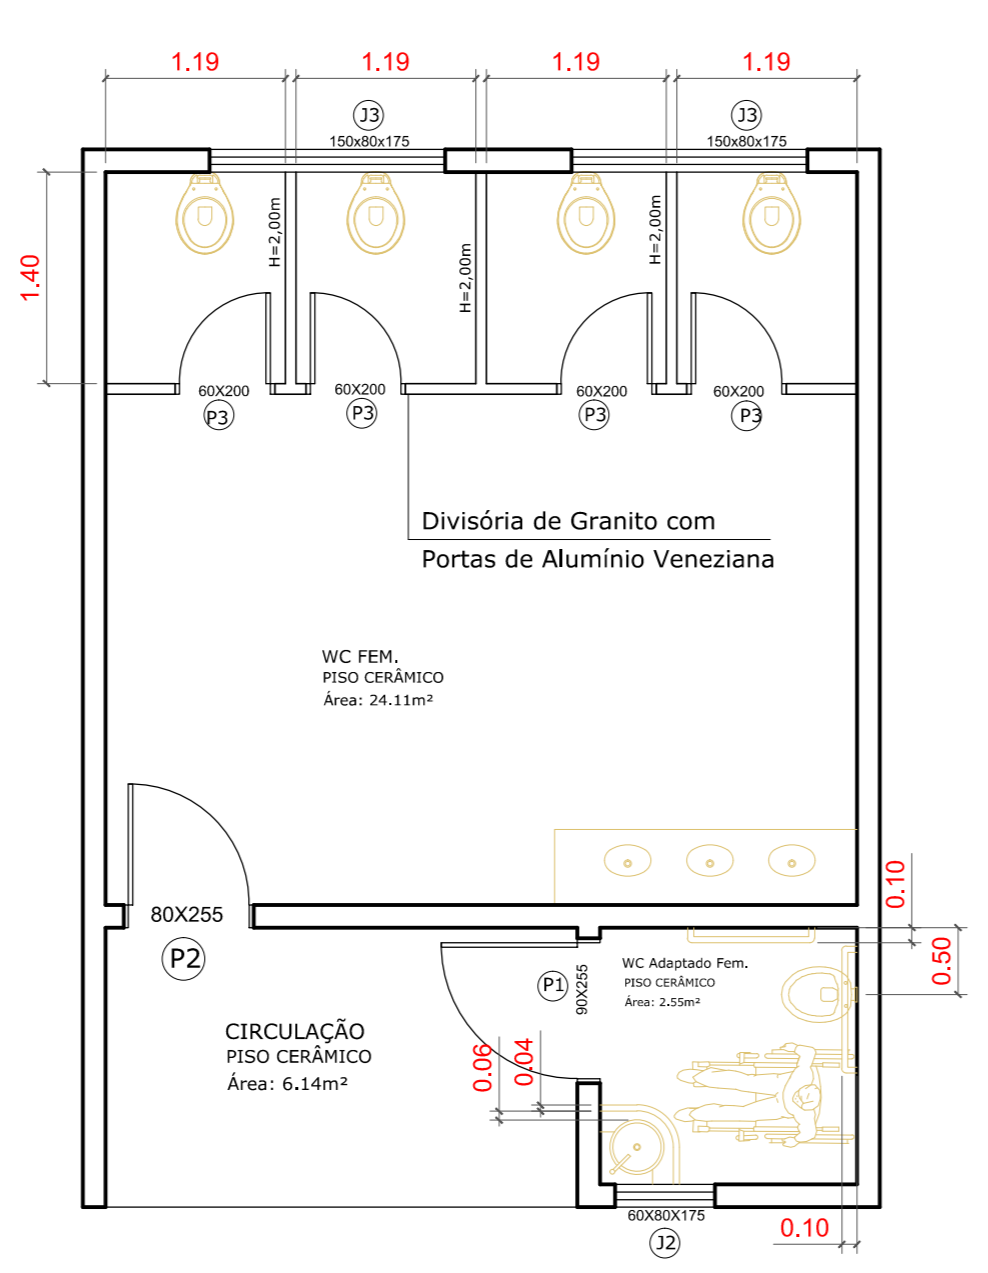 1.19 1.19 1.19 1.19
J3 J3
150x80x175 150x80x175
1.40
H=2,00m H=2,00m H=2,00m
60X200 60X200 60X200 60X200
P3 P3 P3 P3
Divisória de Granito com
Portas de Alumínio Veneziana
WC FEM.
PISO CERÂMICO
Área: 24.11m²
80X255
P2
0.10
0.50
P1
90X255
WC Adaptado Fem.
PISO CERÂMICO
Área: 2.55m²
CIRCULAÇÃO
PISO CERÂMICO
Área: 6.14m²
0.06 0.04
60X80X175
J2
0.10